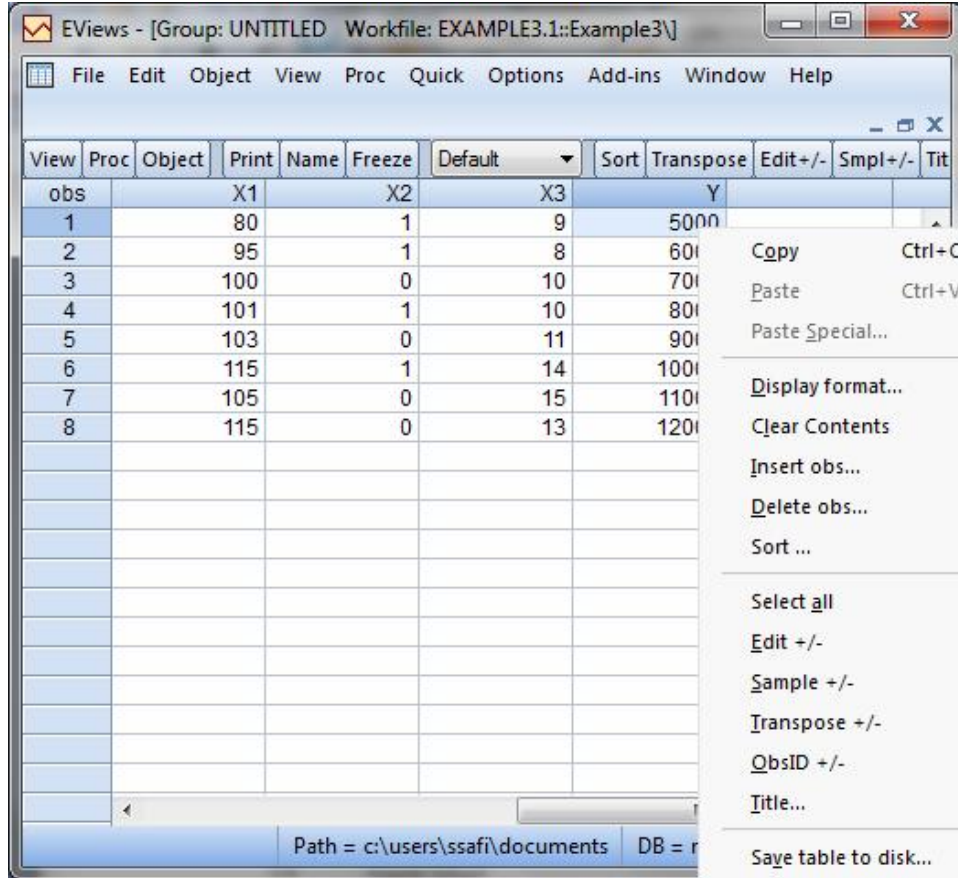 EViews - [Group: UNTITLED Workfile: EXAMPLE3.1::Example3\]
File Edit Object View Proc Quick Options Add-ins Window Help
View Proc Object Print Name Freeze Default Sort Transpose Edit+/- Smpl+/- Tit
obs X1 X2 X3 Y
1 80 1 9 5000
2 95 1 8
3 100 0 10
4 101 1 10
5 103 0 11
6 115 1 14
7 105 0 15
8 115 0 13
Copy Ctrl+C
Paste Ctrl+V
Paste Special...
Display format...
Clear Contents
Insert obs...
Delete obs...
Sort ...
Select all
Edit +/-
Sample +/-
Transpose +/-
ObsID +/-
Title...
Save table to disk...
Path = c:\users\ssafi\documents DB =